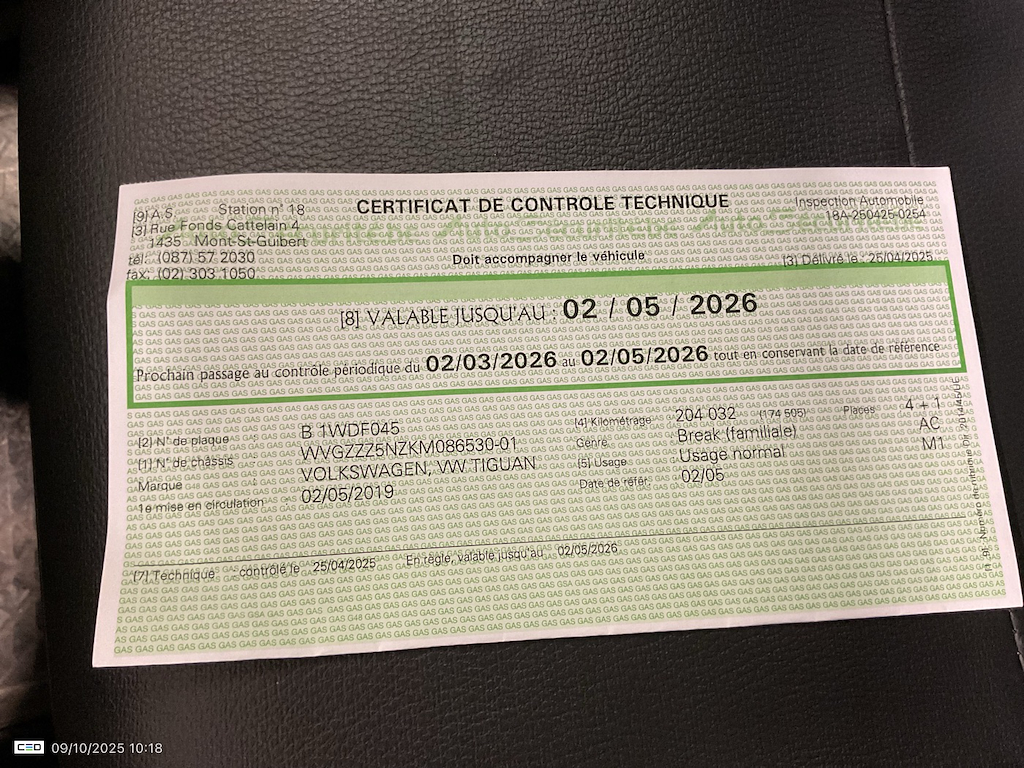 [9] A.S. Station n° 18
CERTIFICAT DE CONTROLE TECHNIQUE
Inspection Automobile
[3] Rue Fonds Cattelain 4
18A-250425-0254
1435 Mont-St-Guibert
tél.: (087) 57 2030
Doit accompagner le véhicule
[3] Délivré le : 25/04/2025
fax: (02) 303 1050
[8] VALABLE JUSQU'AU : 02 / 05 / 2026
Prochain passage au contrôle périodique du 02/03/2026 au 02/05/2026 tout en conservant la date de référence
[2] N° de plaque B 1WDF045
[4] Kilométrage 204 032 (174 505) Places 4 + 1
[1] N° de châssis WVGZZZ5NZKM086530-01
Genre Break (familiale) AC
Marque : VOLKSWAGEN, VW TIGUAN
[5] Usage Usage normal M1
1e mise en circulation 02/05/2019
Date de référ. 02/05
[7] Technique - contrôlé le 25/04/2025 En règle, valable jusqu'au 02/05/2026
CEO 09/10/2025 10:18